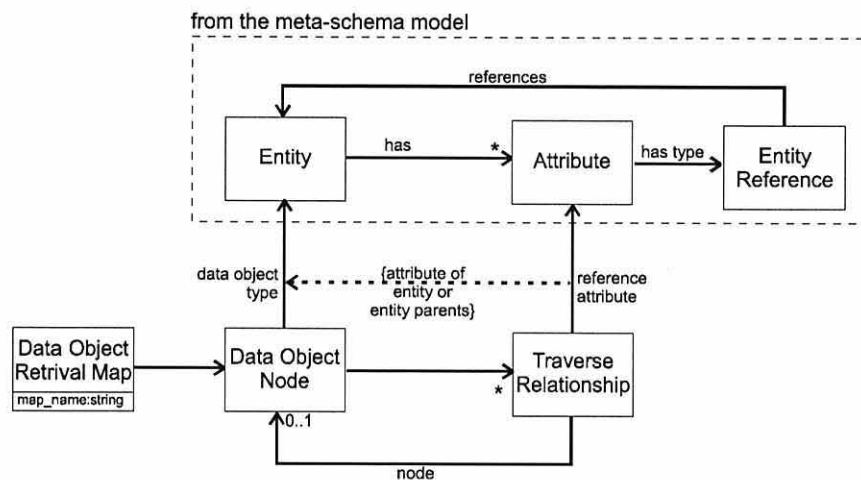 from the meta-schema model
references
Entity
has
*
Attribute
has type
Entity
Reference
data object
type
{attribute of
entity or
entity parents}
reference
attribute
Data Object
Retrival Map
map_name:string
Data Object
Node
*
Traverse
Relationship
0..1
node